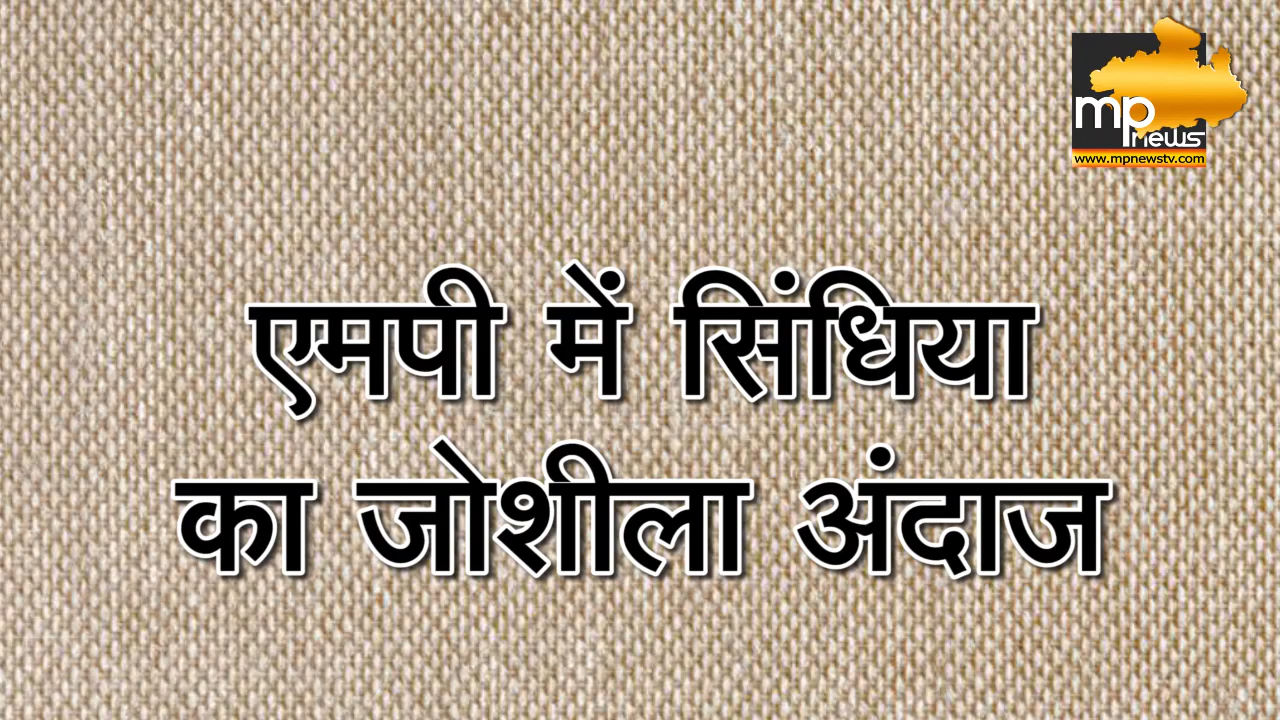 mp
news
www.mpnewstv.com
एमपी में सिंधिया
का जोशीला अंदाज